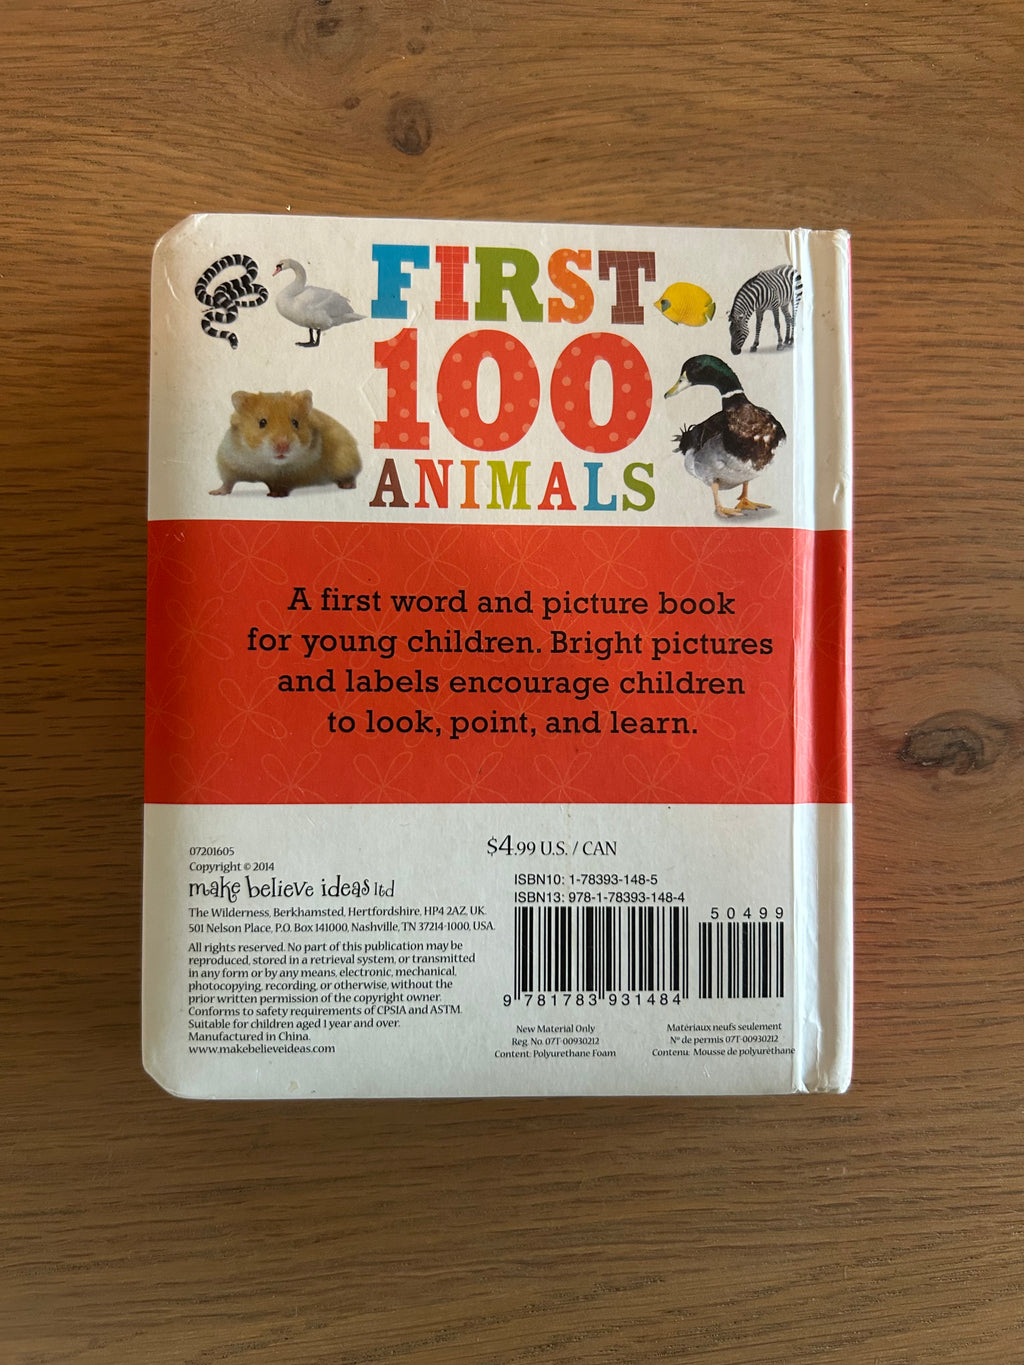 FIRST
100
ANIMALS
A first word and picture book
for young children. Bright pictures
and labels encourage children
to look, point, and learn.
07201605
Copyright © 2014
make believe ideas ltd
The Wilderness, Berkhamsted, Hertfordshire, HP4 2AZ, UK.
501 Nelson Place, P.O. Box 141000, Nashville, TN 37214-1000, USA.
All rights reserved. No part of this publication may be
reproduced, stored in a retrieval system, or transmitted
in any form or by any means, electronic, mechanical,
photocopying, recording, or otherwise, without the
prior written permission of the copyright owner.
Conforms to safety requirements of CPSIA and ASTM.
Suitable for children aged 1 year and over.
Manufactured in China.
www.makebelieveideas.com
$4.99 U.S. / CAN
ISBN10: 1-78393-148-5
ISBN13: 978-1-78393-148-4
50499
9 781783 931484
New Material Only
Reg. No. 07T-00930212
Content: Polyurethane Foam
Matériaux neufs seulement
Nº de permis 07T-00930212
Contenu: Mousse de polyuréthane